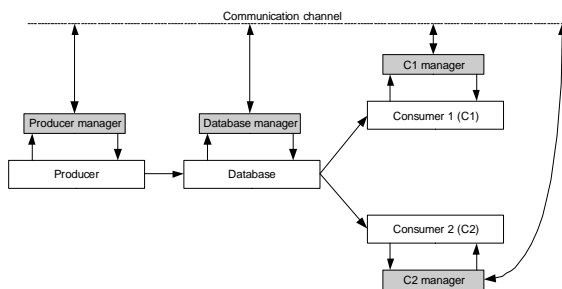 Communication channel
C1 manager
Producer manager
Database manager
Consumer 1 (C1)
Producer
Database
Consumer 2 (C2)
C2 manager